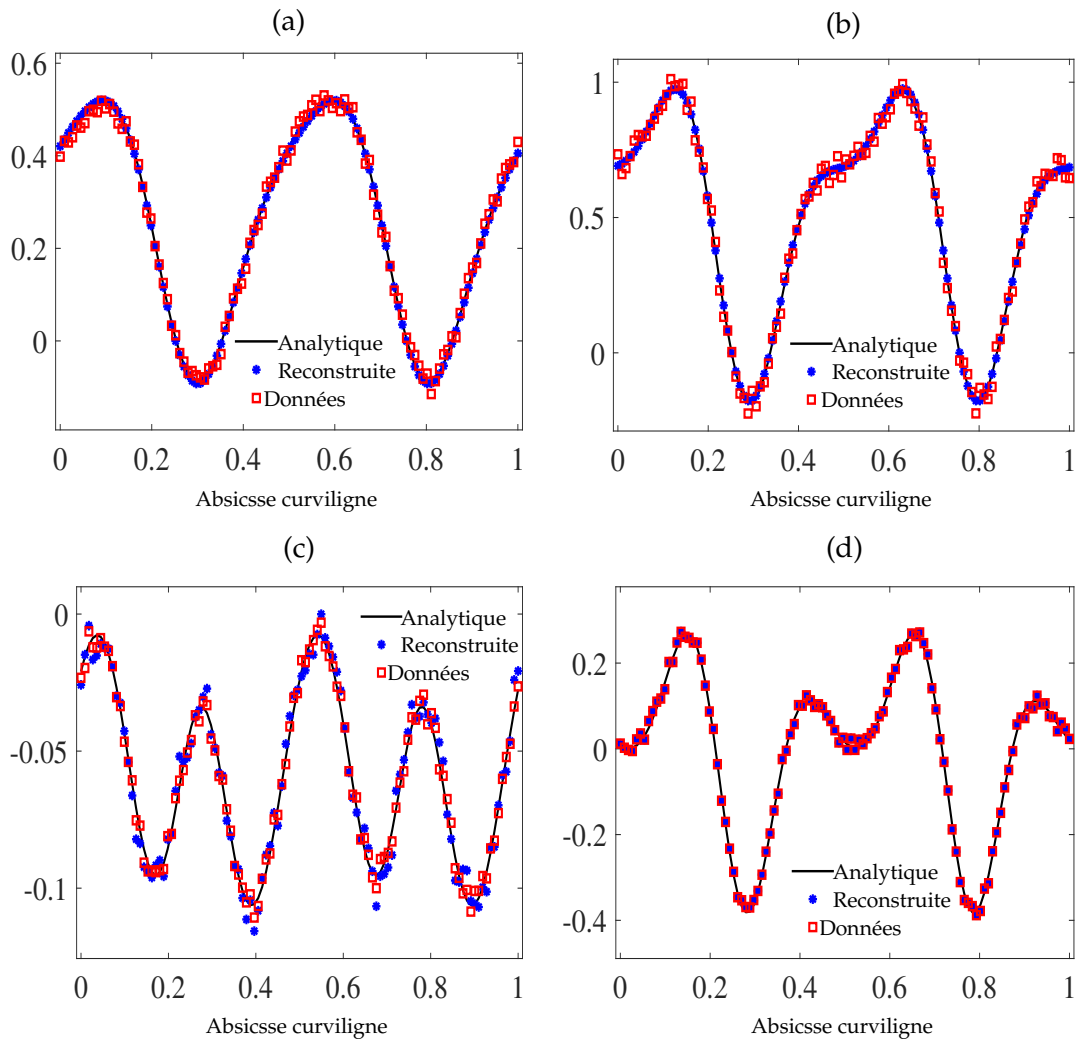 (a)
0.6
0.4
0.2
0
Analytique
Reconstruite
Données
0 0.2 0.4 0.6 0.8 1
Absicsse curviligne
(b)
1
0.5
0
Analytique
Reconstruite
Données
0 0.2 0.4 0.6 0.8 1
Absicsse curviligne
(c)
0
-0.05
-0.1
Analytique
Reconstruite
Données
0 0.2 0.4 0.6 0.8 1
Absicsse curviligne
(d)
0.2
0
-0.2
-0.4
Analytique
Reconstruite
Données
0 0.2 0.4 0.6 0.8 1
Absicsse curviligne